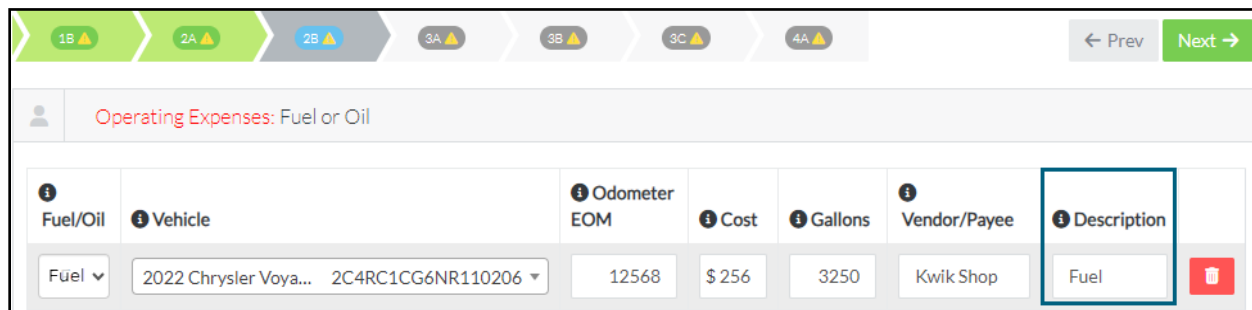 1B 2A 2B 3A 3B 3C 4A ← Prev Next →
Operating Expenses: Fuel or Oil
Fuel/Oil Vehicle Odometer EOM Cost Gallons Vendor/Payee Description
Fuel 2022 Chrysler Voya... 2C4RC1CG6NR110206 12568 $ 256 3250 Kwik Shop Fuel